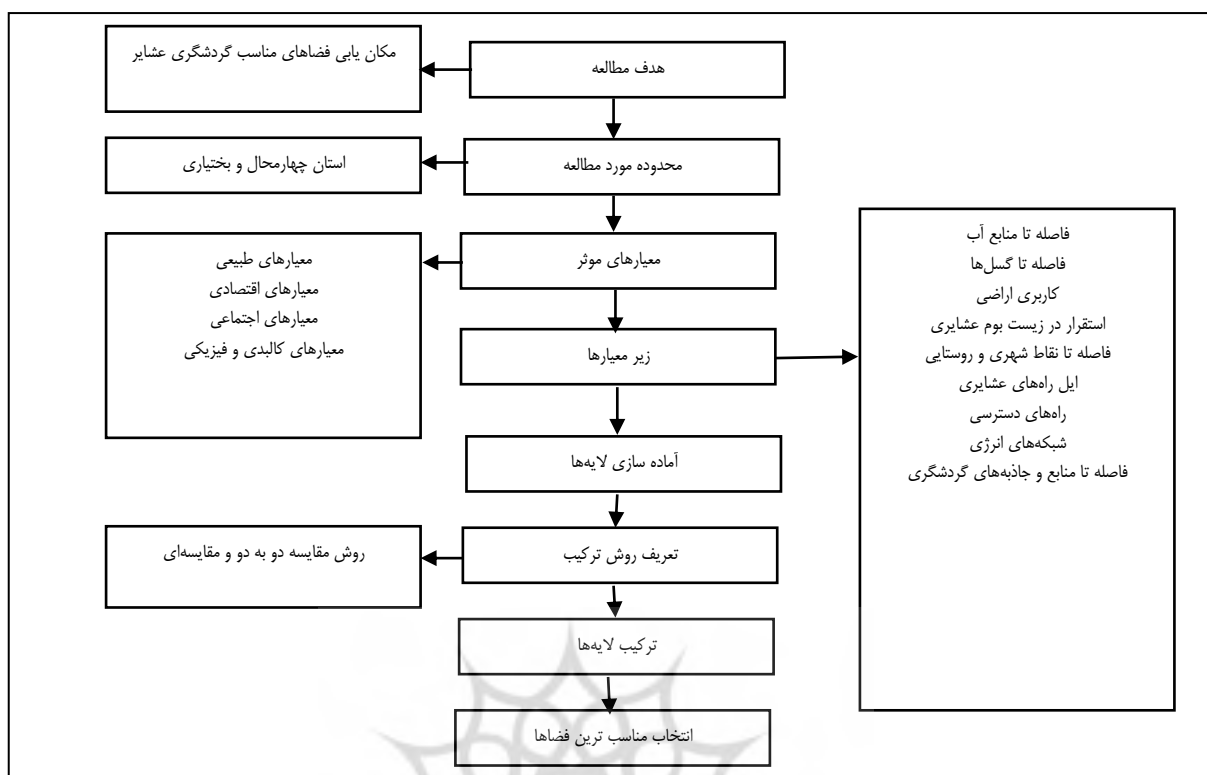 هدف مطالعه
مکان یابی فضاهای مناسب گردشگری عشایر
محدوده مورد مطالعه
استان چهارمحال و بختیاری
معیارهای موثر
معیارهای طبیعی
معیارهای اقتصادی
معیارهای اجتماعی
معیارهای کالبدی و فیزیکی
زیر معیارها
فاصله تا منابع آب
فاصله تا گسل‌ها
کاربری اراضی
استقرار در زیست بوم عشایری
فاصله تا نقاط شهری و روستایی
ایل راه‌های عشایری
راه‌های دسترسی
شبکه‌های انرژی
فاصله تا منابع و جاذبه‌های گردشگری
آماده سازی لایه‌ها
تعریف روش ترکیب
روش مقایسه دو به دو و مقایسه‌ای
ترکیب لایه‌ها
انتخاب مناسب ترین فضاها